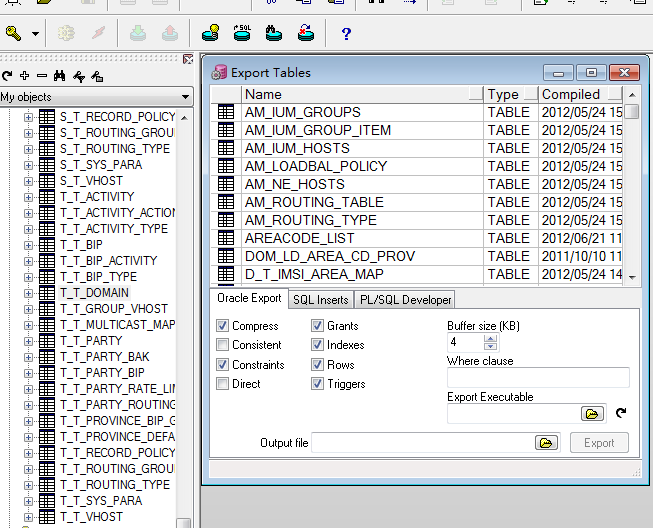 SQL
?
My objects
S_T_RECORD_POLICY
S_T_ROUTING_GROU
S_T_ROUTING_TYPE
S_T_SYS_PARA
S_T_VHOST
T_T_ACTIVITY
T_T_ACTIVITY_ACTION
T_T_ACTIVITY_TYPE
T_T_BIP
T_T_BIP_ACTIVITY
T_T_BIP_TYPE
T_T_DOMAIN
T_T_GROUP_VHOST
T_T_MULTICAST_MAP
T_T_PARTY
T_T_PARTY_BAK
T_T_PARTY_BIP
T_T_PARTY_RATE_LIM
T_T_PARTY_ROUTING
T_T_PROVINCE_BIP_G
T_T_PROVINCE_DEFA
T_T_RECORD_POLICY
T_T_ROUTING_GROU
T_T_ROUTING_TYPE
T_T_SYS_PARA
T_T_VHOST
Export Tables
Name Type Compiled
AM_IUM_GROUPS TABLE 2012/05/24 15
AM_IUM_GROUP_ITEM TABLE 2012/05/24 15
AM_IUM_HOSTS TABLE 2012/05/24 15
AM_LOADBAL_POLICY TABLE 2012/05/24 15
AM_NE_HOSTS TABLE 2012/05/24 15
AM_ROUTING_TABLE TABLE 2012/05/24 15
AM_ROUTING_TYPE TABLE 2012/05/24 15
AREACODE_LIST TABLE 2012/06/21 11
DOM_LD_AREA_CD_PROV TABLE 2011/10/10 11
D_T_IMSI_AREA_MAP TABLE 2012/05/24 14
Oracle Export SQL Inserts PL/SQL Developer
Compress Grants Buffer size (KB)
Consistent Indexes 4
Constraints Rows Where clause
Direct Triggers
Export Executable
Output file Export